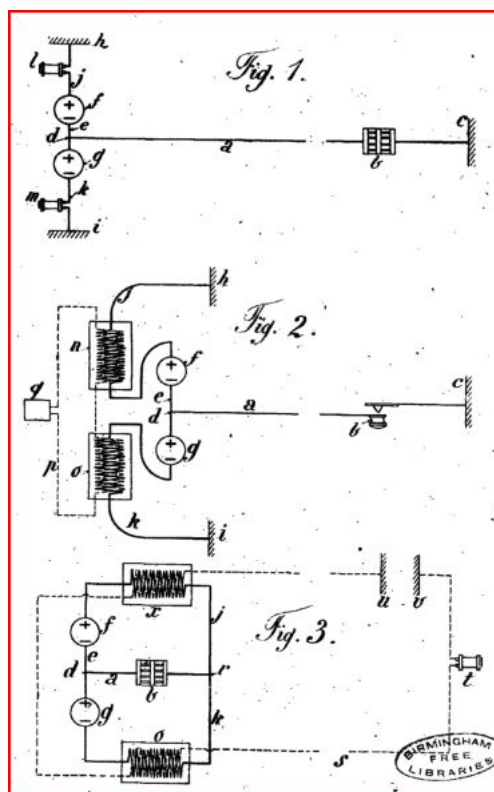 h
l
j
Fig. 1.
+
f
−
e
d
a
c
+
g
−
b
k
m
i
j
h
n
Fig. 2.
+
f
−
q
e
c
d
a
b
+
g
−
p
o
k
i
x
j
u
v
+
f
−
Fig. 3.
e
d
a
b
r
t
+
g
−
k
o
s
BIRMINGHAM
FREE
LIBRARIES